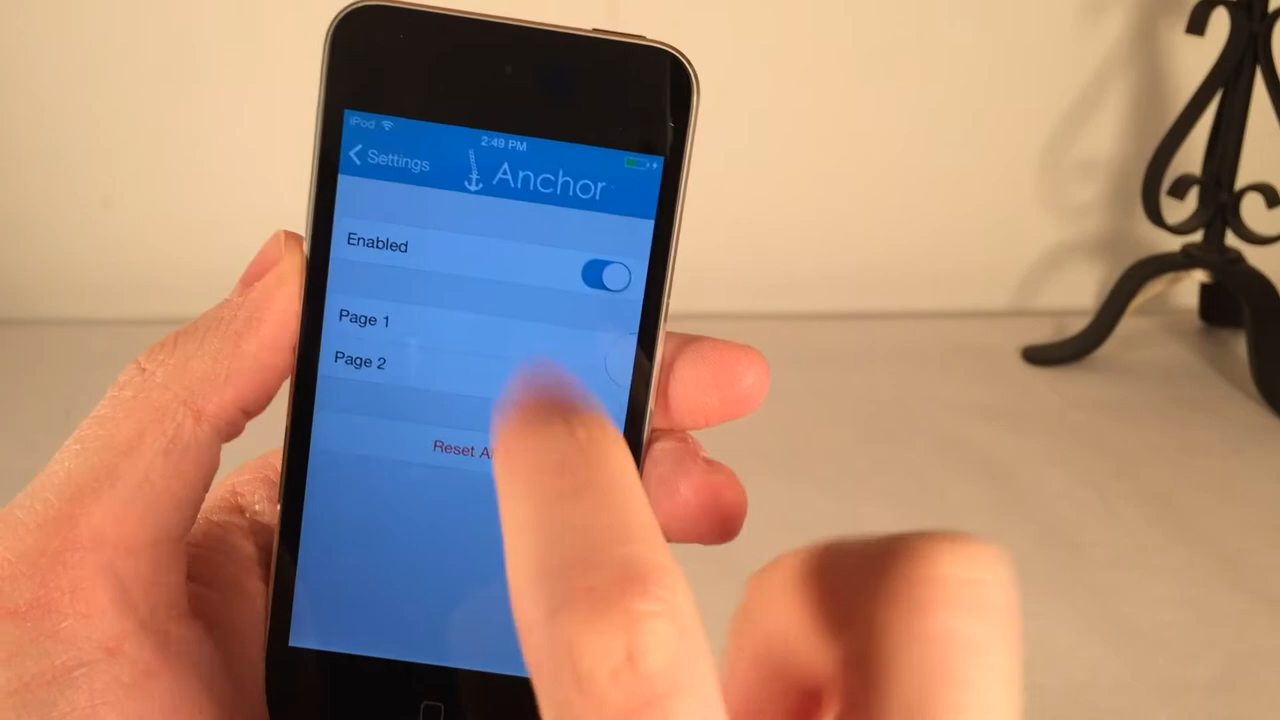 iPod
2:49 PM
Settings
Anchor
Enabled
Page 1
Page 2
Reset